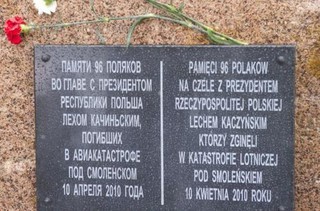 ПАМЯТИ 96 ПОЛЯКОВ
ВО ГЛАВЕ С ПРЕЗИДЕНТОМ
РЕСПУБЛИКИ ПОЛЬША
ЛЕХОМ КАЧИНЬСКИМ,
ПОГИБШИХ
В АВИАКАТАСТРОФЕ
ПОД СМОЛЕНСКОМ
10 АПРЕЛЯ 2010 ГОДА
PAMIĘCI 96 POLAKÓW
NA CZELE Z PREZYDENTEM
RZECZYPOSPOLITEJ POLSKIEJ
LECHEM KACZYŃSKIM
KTÓRZY ZGINĘLI
W KATASTROFIE LOTNICZEJ
POD SMOLEŃSKIEM
10 KWIETNIA 2010 ROKU